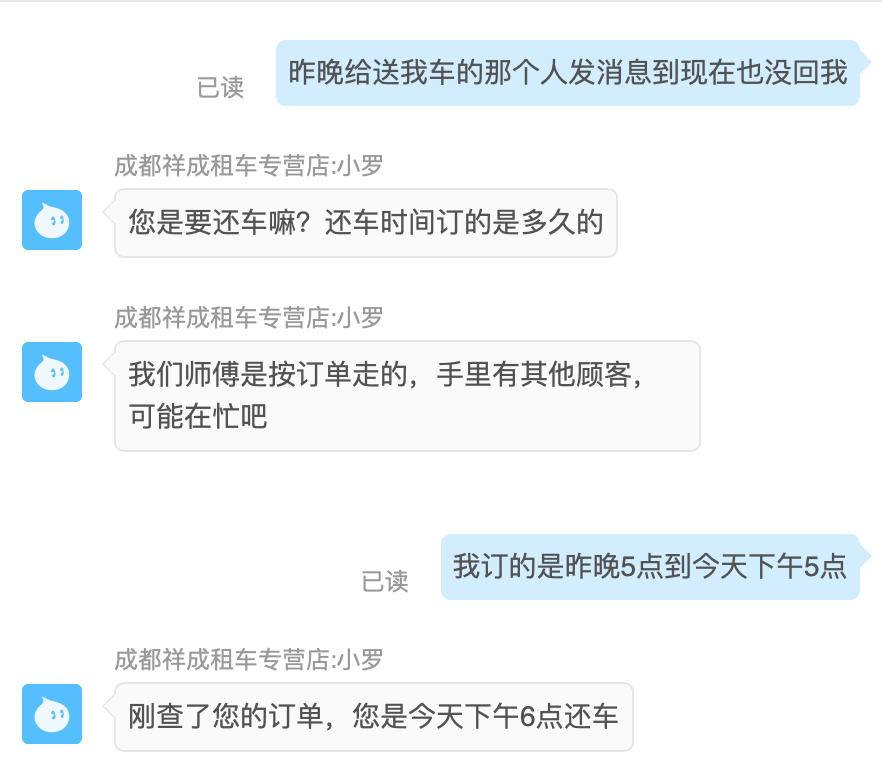 昨晚给送我车的那个人发消息到现在也没回我
已读
成都祥成租车专营店:小罗
您是要还车嘛？还车时间订的是多久的
成都祥成租车专营店:小罗
我们师傅是按订单走的，手里有其他顾客，
可能在忙吧
我订的是昨晚5点到今天下午5点
已读
成都祥成租车专营店:小罗
刚查了您的订单，您是今天下午6点还车